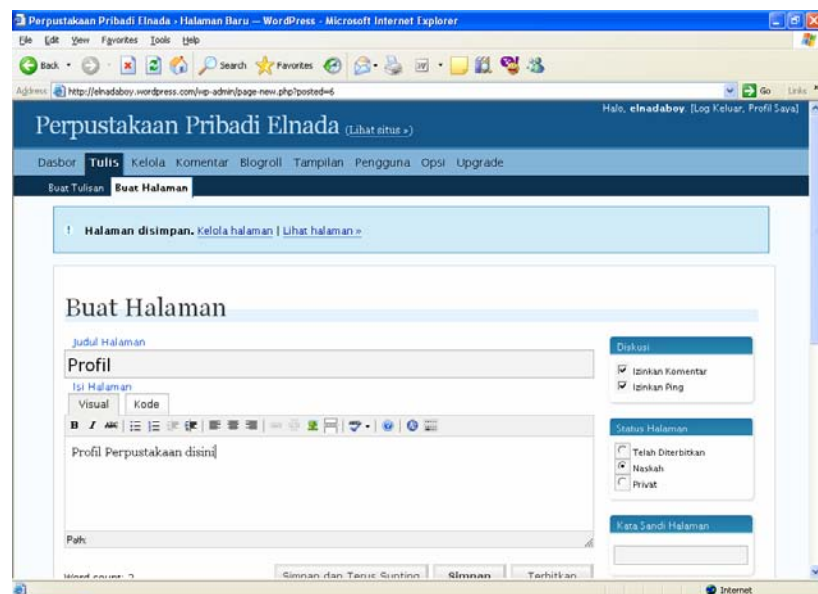 Perpustakaan Pribadi Elnada › Halaman Baru — WordPress - Microsoft Internet Explorer
File Edit View Favorites Tools Help
Back Search Favorites
Address http://elnadaboy.wordpress.com/wp-admin/page-new.php?posted=6 Go Links
Perpustakaan Pribadi Elnada (Lihat situs »)
Halo, elnadaboy. [Log Keluar, Profil Saya]
Dasbor Tulis Kelola Komentar Blogroll Tampilan Pengguna Opsi Upgrade
Buat Tulisan Buat Halaman
! Halaman disimpan. Kelola halaman | Lihat halaman »
Buat Halaman
Judul Halaman
Profil
Isi Halaman
Visual Kode
B I ABC
Profil Perpustakaan disini
Path:
Word count: 2
Simpan dan Terus Sunting Simpan Terbitkan
Diskusi
Izinkan Komentar
Izinkan Ping
Status Halaman
Telah Diterbitkan
Naskah
Privat
Kata Sandi Halaman
Internet